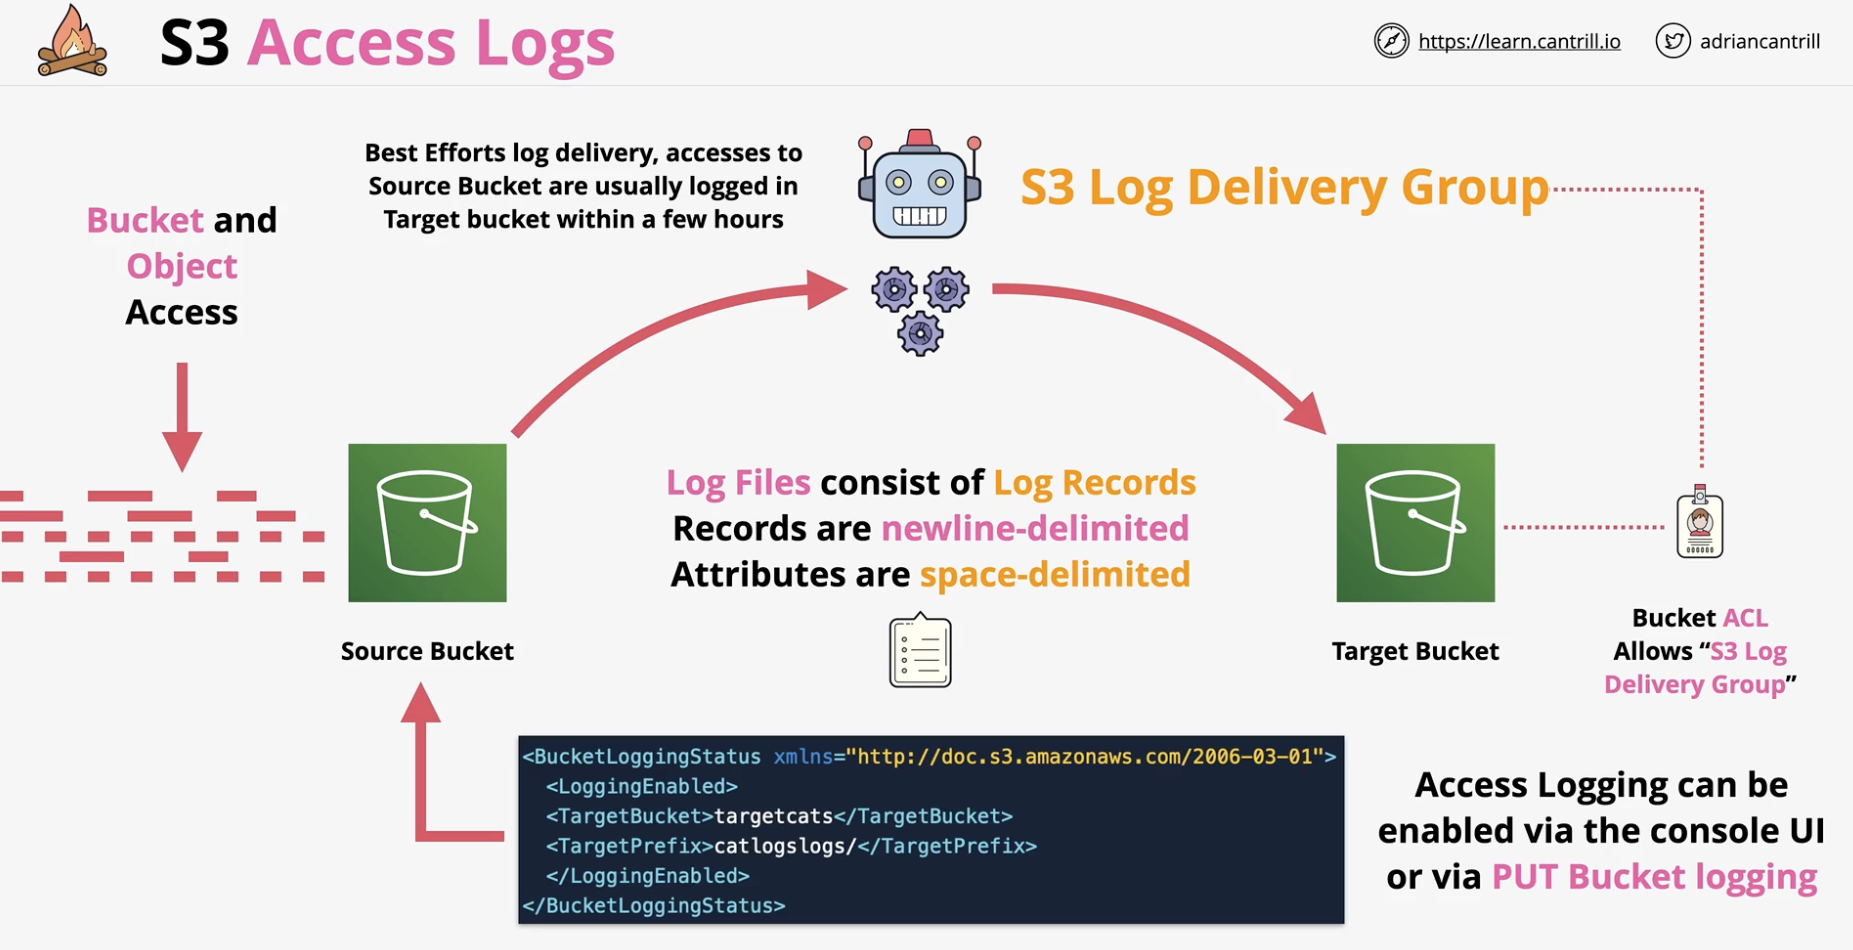 S3 Access Logs
https://learn.cantrill.io
adriancantrill
Best Efforts log delivery, accesses to
Source Bucket are usually logged in
Target bucket within a few hours
S3 Log Delivery Group
Bucket and
Object
Access
Log Files consist of Log Records
Records are newline-delimited
Attributes are space-delimited
Source Bucket
Target Bucket
Bucket ACL
Allows “S3 Log
Delivery Group”
<BucketLoggingStatus xmlns="http://doc.s3.amazonaws.com/2006-03-01">
<LoggingEnabled>
<TargetBucket>targetcats</TargetBucket>
<TargetPrefix>catlogslogs/</TargetPrefix>
</LoggingEnabled>
</BucketLoggingStatus>
Access Logging can be
enabled via the console UI
or via PUT Bucket logging